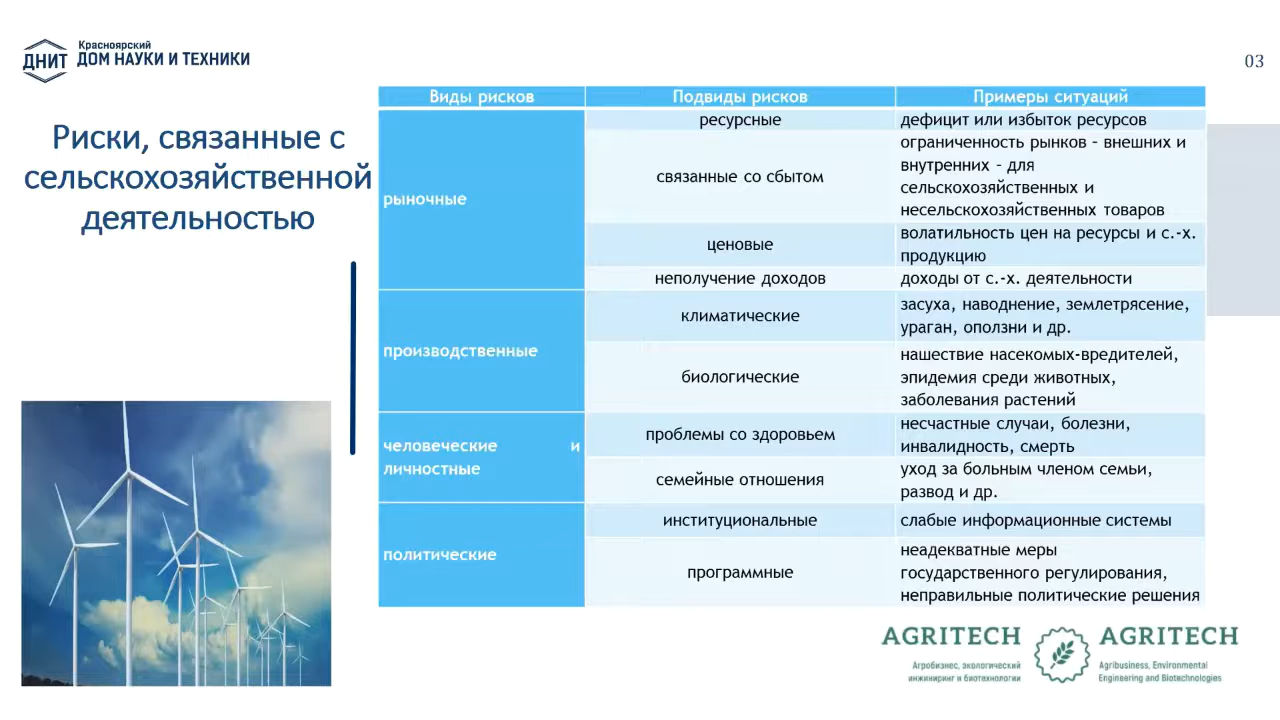 Красноярский
ДНИТ ДОМ НАУКИ И ТЕХНИКИ
03
Риски, связанные с
сельскохозяйственной
деятельностью
Виды рисков Подвиды рисков Примеры ситуаций
рыночные
ресурсные
дефицит или избыток ресурсов
связанные со сбытом
ограниченность рынков – внешних и
внутренних – для
сельскохозяйственных и
несельскохозяйственных товаров
ценовые
волатильность цен на ресурсы и с.-х.
продукцию
неполучение доходов
доходы от с.-х. деятельности
производственные
климатические
засуха, наводнение, землетрясение,
ураган, оползни и др.
биологические
нашествие насекомых-вредителей,
эпидемия среди животных,
заболевания растений
человеческие и
личностные
проблемы со здоровьем
несчастные случаи, болезни,
инвалидность, смерть
семейные отношения
уход за больным членом семьи,
развод и др.
политические
институциональные
слабые информационные системы
программные
неадекватные меры
государственного регулирования,
неправильные политические решения
AGRITECH
Агробизнес, экологический
инжиниринг и биотехнологии
AGRITECH
Agribusiness, Environmental
Engineering and Biotechnologies